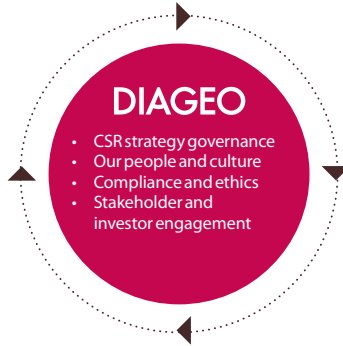 DIAGEO
• CSR strategy governance
• Our people and culture
• Compliance and ethics
• Stakeholder and
investor engagement